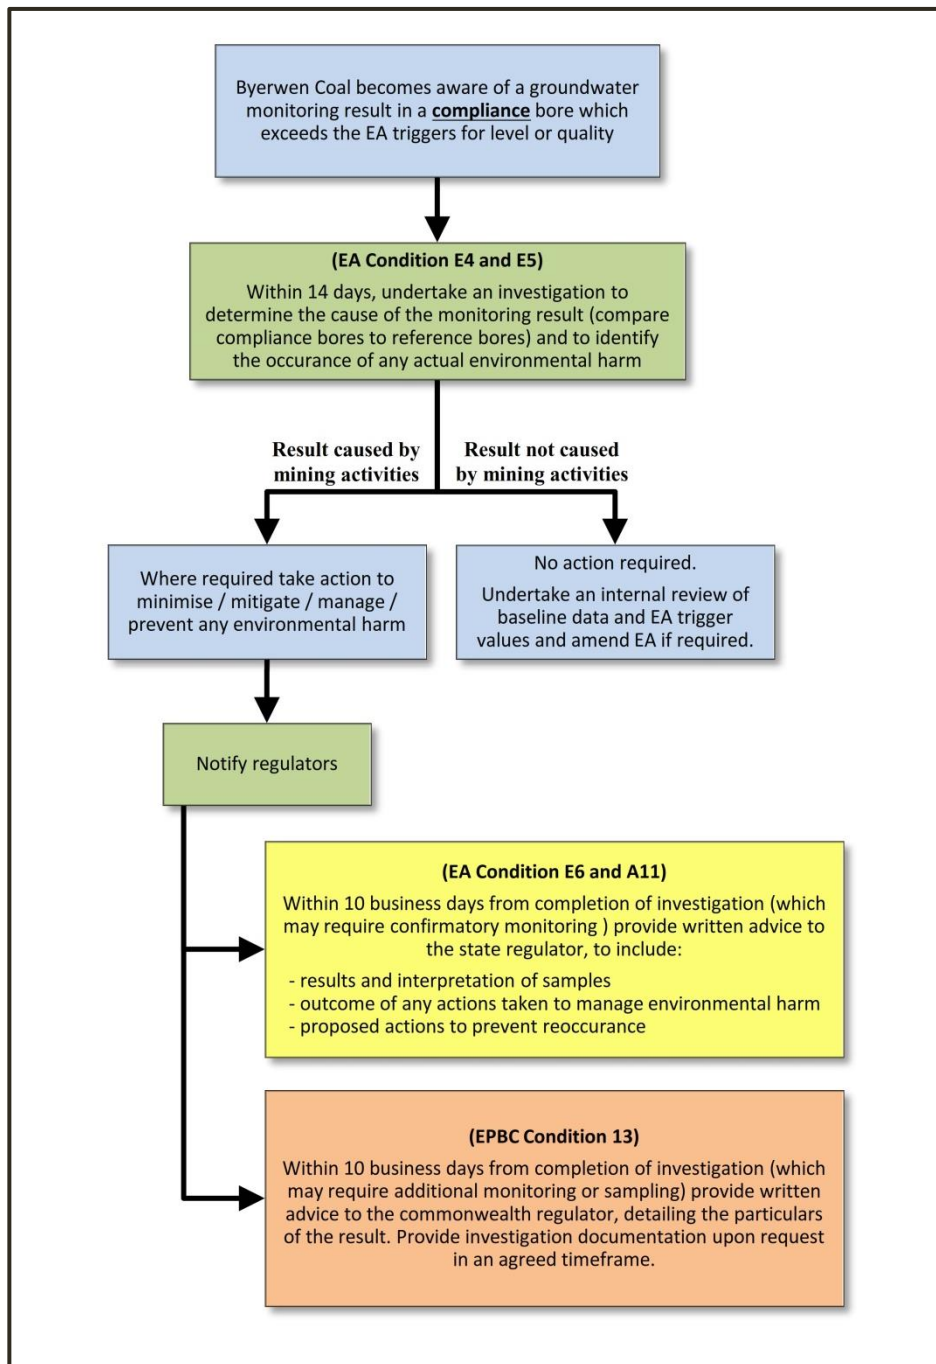 Byerwen Coal becomes aware of a groundwater
monitoring result in a compliance bore which
exceeds the EA triggers for level or quality
(EA Condition E4 and E5)
Within 14 days, undertake an investigation to
determine the cause of the monitoring result (compare
compliance bores to reference bores) and to identify
the occurance of any actual environmental harm
Result caused by
mining activities
Result not caused
by mining activities
Where required take action to
minimise / mitigate / manage /
prevent any environmental harm
No action required.
Undertake an internal review of
baseline data and EA trigger
values and amend EA if required.
Notify regulators
(EA Condition E6 and A11)
Within 10 business days from completion of investigation (which
may require confirmatory monitoring ) provide written advice to
the state regulator, to include:
- results and interpretation of samples
- outcome of any actions taken to manage environmental harm
- proposed actions to prevent reoccurance
(EPBC Condition 13)
Within 10 business days from completion of investigation (which
may require additional monitoring or sampling) provide written
advice to the commonwealth regulator, detailing the particulars
of the result. Provide investigation documentation upon request
in an agreed timeframe.